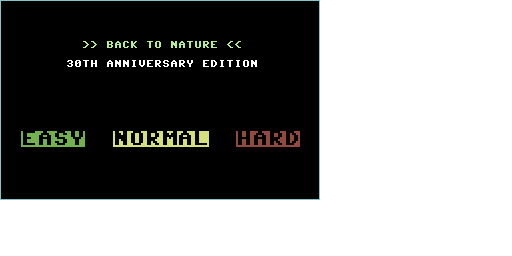 >> BACK TO NATURE <<
30TH ANNIVERSARY EDITION
EASY NORMAL HARD